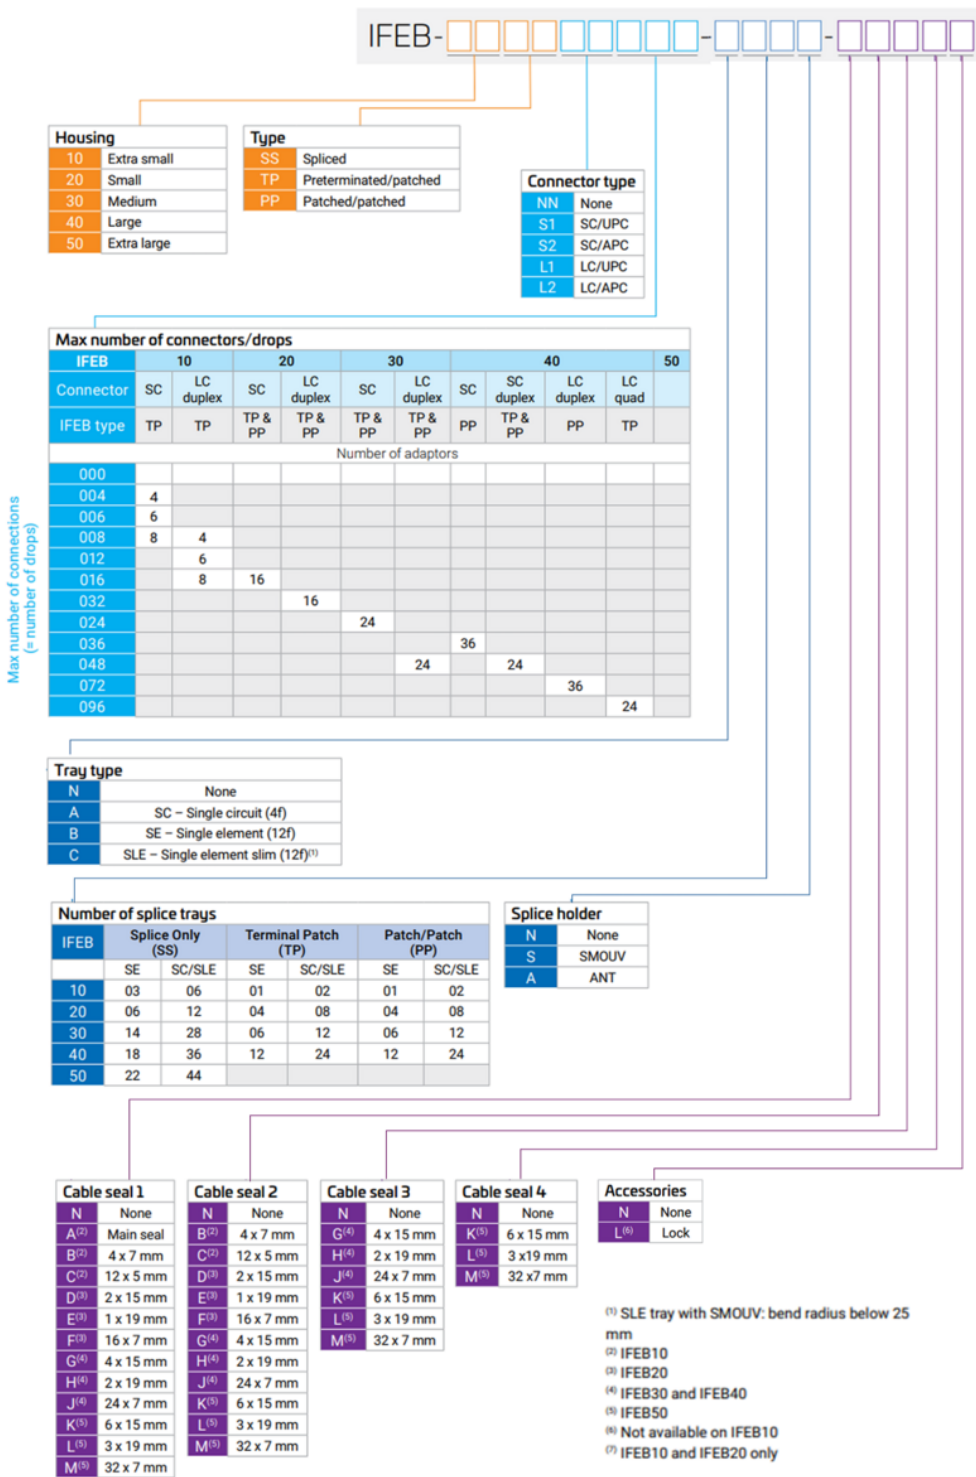 IFEB-
Housing
10 Extra small
20 Small
30 Medium
40 Large
50 Extra large
Type
SS Spliced
TP Preterminated/patched
PP Patched/patched
Connector type
NN None
S1 SC/UPC
S2 SC/APC
L1 LC/UPC
L2 LC/APC
Max number of connectors/drops
IFEB 10 20 30 40 50
Connector SC LC duplex SC LC duplex SC LC duplex SC SC duplex LC duplex LC quad
IFEB type TP TP TP & PP TP & PP TP & PP TP & PP PP TP & PP PP TP
Number of adaptors
Max number of connections
(= number of drops)
000
004 4
006 6
008 8 4
012 6
016 8 16
032 16
024 24
036 36
048 24 24
072 36
096 24
Tray type
N None
A SC – Single circuit (4f)
B SE – Single element (12f)
C SLE – Single element slim (12f)(1)
Number of splice trays
IFEB Splice Only (SS) Terminal Patch (TP) Patch/Patch (PP)
SE SC/SLE SE SC/SLE SE SC/SLE
10 03 06 01 02 01 02
20 06 12 04 08 04 08
30 14 28 06 12 06 12
40 18 36 12 24 12 24
50 22 44
Splice holder
N None
S SMOUV
A ANT
Cable seal 1
N None
A(2) Main seal
B(2) 4 x 7 mm
C(2) 12 x 5 mm
D(3) 2 x 15 mm
E(3) 1 x 19 mm
F(3) 16 x 7 mm
G(4) 4 x 15 mm
H(4) 2 x 19 mm
J(4) 24 x 7 mm
K(5) 6 x 15 mm
L(5) 3 x 19 mm
M(5) 32 x 7 mm
Cable seal 2
N None
B(2) 4 x 7 mm
C(2) 12 x 5 mm
D(3) 2 x 15 mm
E(3) 1 x 19 mm
F(3) 16 x 7 mm
G(4) 4 x 15 mm
H(4) 2 x 19 mm
J(4) 24 x 7 mm
K(5) 6 x 15 mm
L(5) 3 x 19 mm
M(5) 32 x 7 mm
Cable seal 3
N None
G(4) 4 x 15 mm
H(4) 2 x 19 mm
J(4) 24 x 7 mm
K(5) 6 x 15 mm
L(5) 3 x 19 mm
M(5) 32 x 7 mm
Cable seal 4
N None
K(5) 6 x 15 mm
L(5) 3 x19 mm
M(5) 32 x7 mm
Accessories
N None
L(6) Lock
(1) SLE tray with SMOUV: bend radius below 25
mm
(2) IFEB10
(3) IFEB20
(4) IFEB30 and IFEB40
(5) IFEB50
(6) Not available on IFEB10
(7) IFEB10 and IFEB20 only